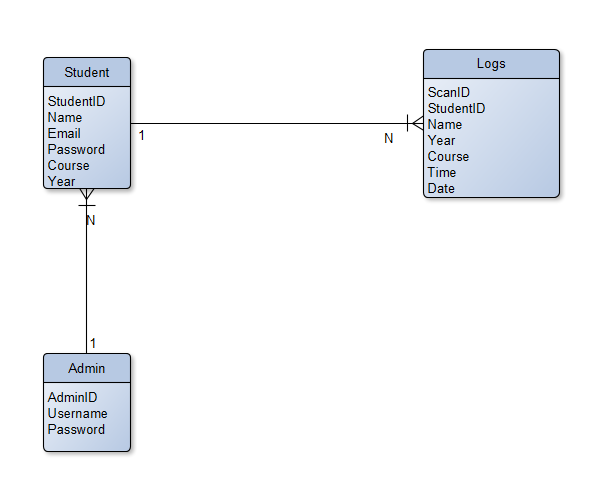 Student
StudentID
Name
Email
Password
Course
Year
Logs
ScanID
StudentID
Name
Year
Course
Time
Date
1
N
N
1
Admin
AdminID
Username
Password